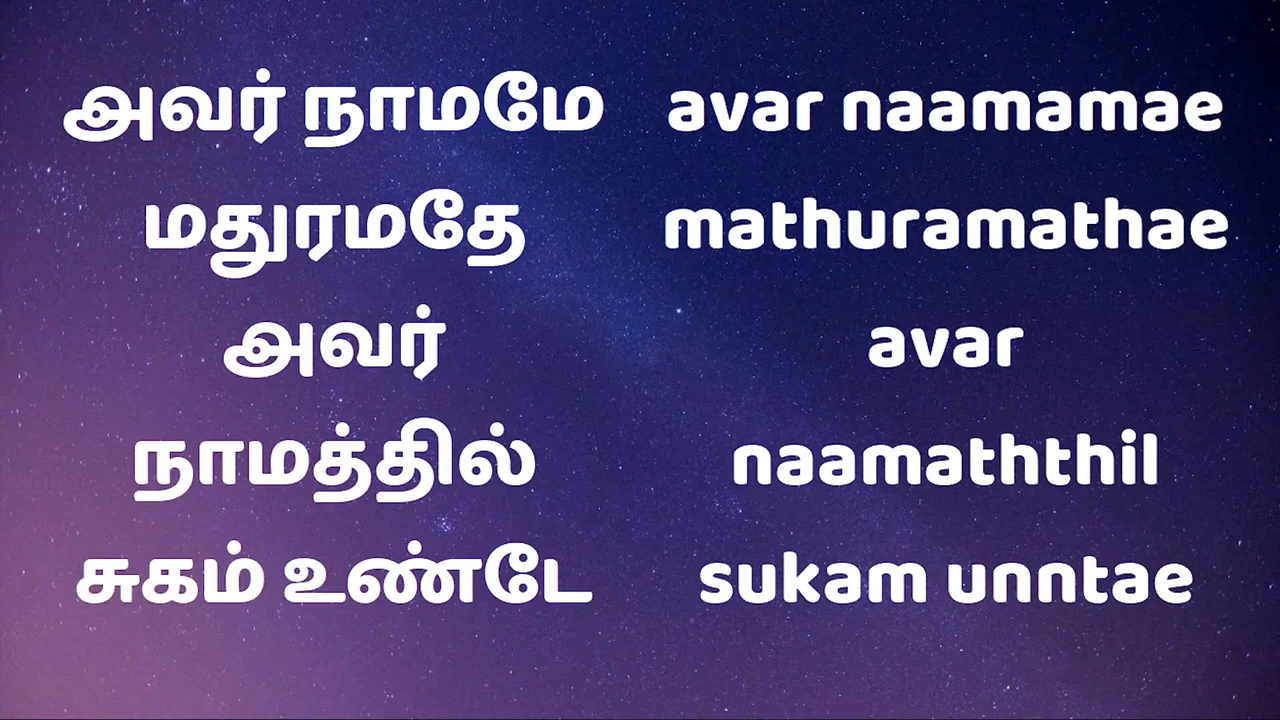 அவர் நாமமே
மதுரமதே
அவர்
நாமத்தில்
சுகம் உண்டே
avar naamamae
mathuramathae
avar
naamaththil
sukam unntae